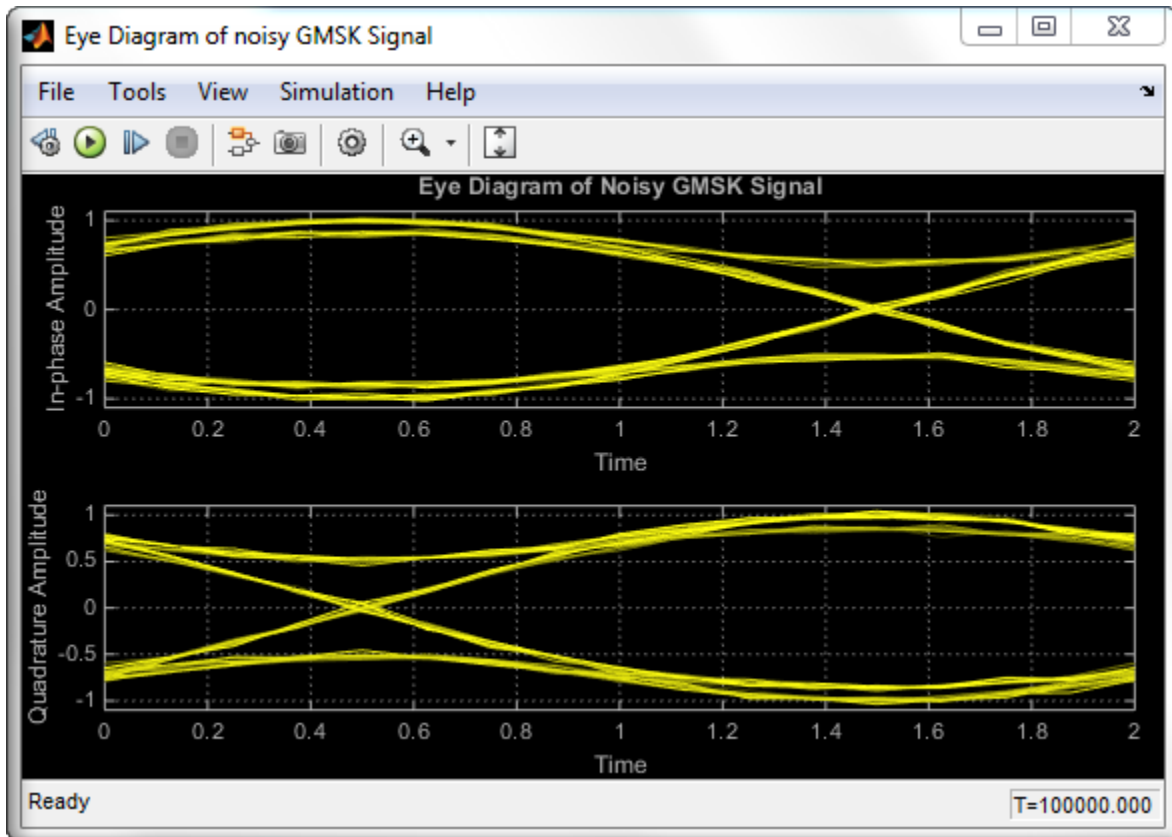 Eye Diagram of noisy GMSK Signal
File Tools View Simulation Help
Eye Diagram of Noisy GMSK Signal
In-phase Amplitude
1
0
-1
0 0.2 0.4 0.6 0.8 1 1.2 1.4 1.6 1.8 2
Time
Quadrature Amplitude
1
0.5
0
-0.5
-1
0 0.2 0.4 0.6 0.8 1 1.2 1.4 1.6 1.8 2
Time
Ready T=100000.000